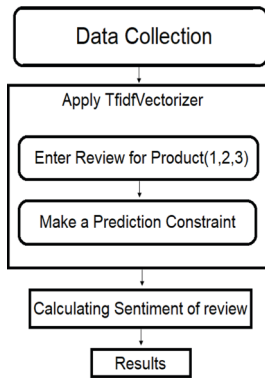 Data Collection
Apply TfidfVectorizer
Enter Review for Product(1,2,3)
Make a Prediction Constraint
Calculating Sentiment of review
Results